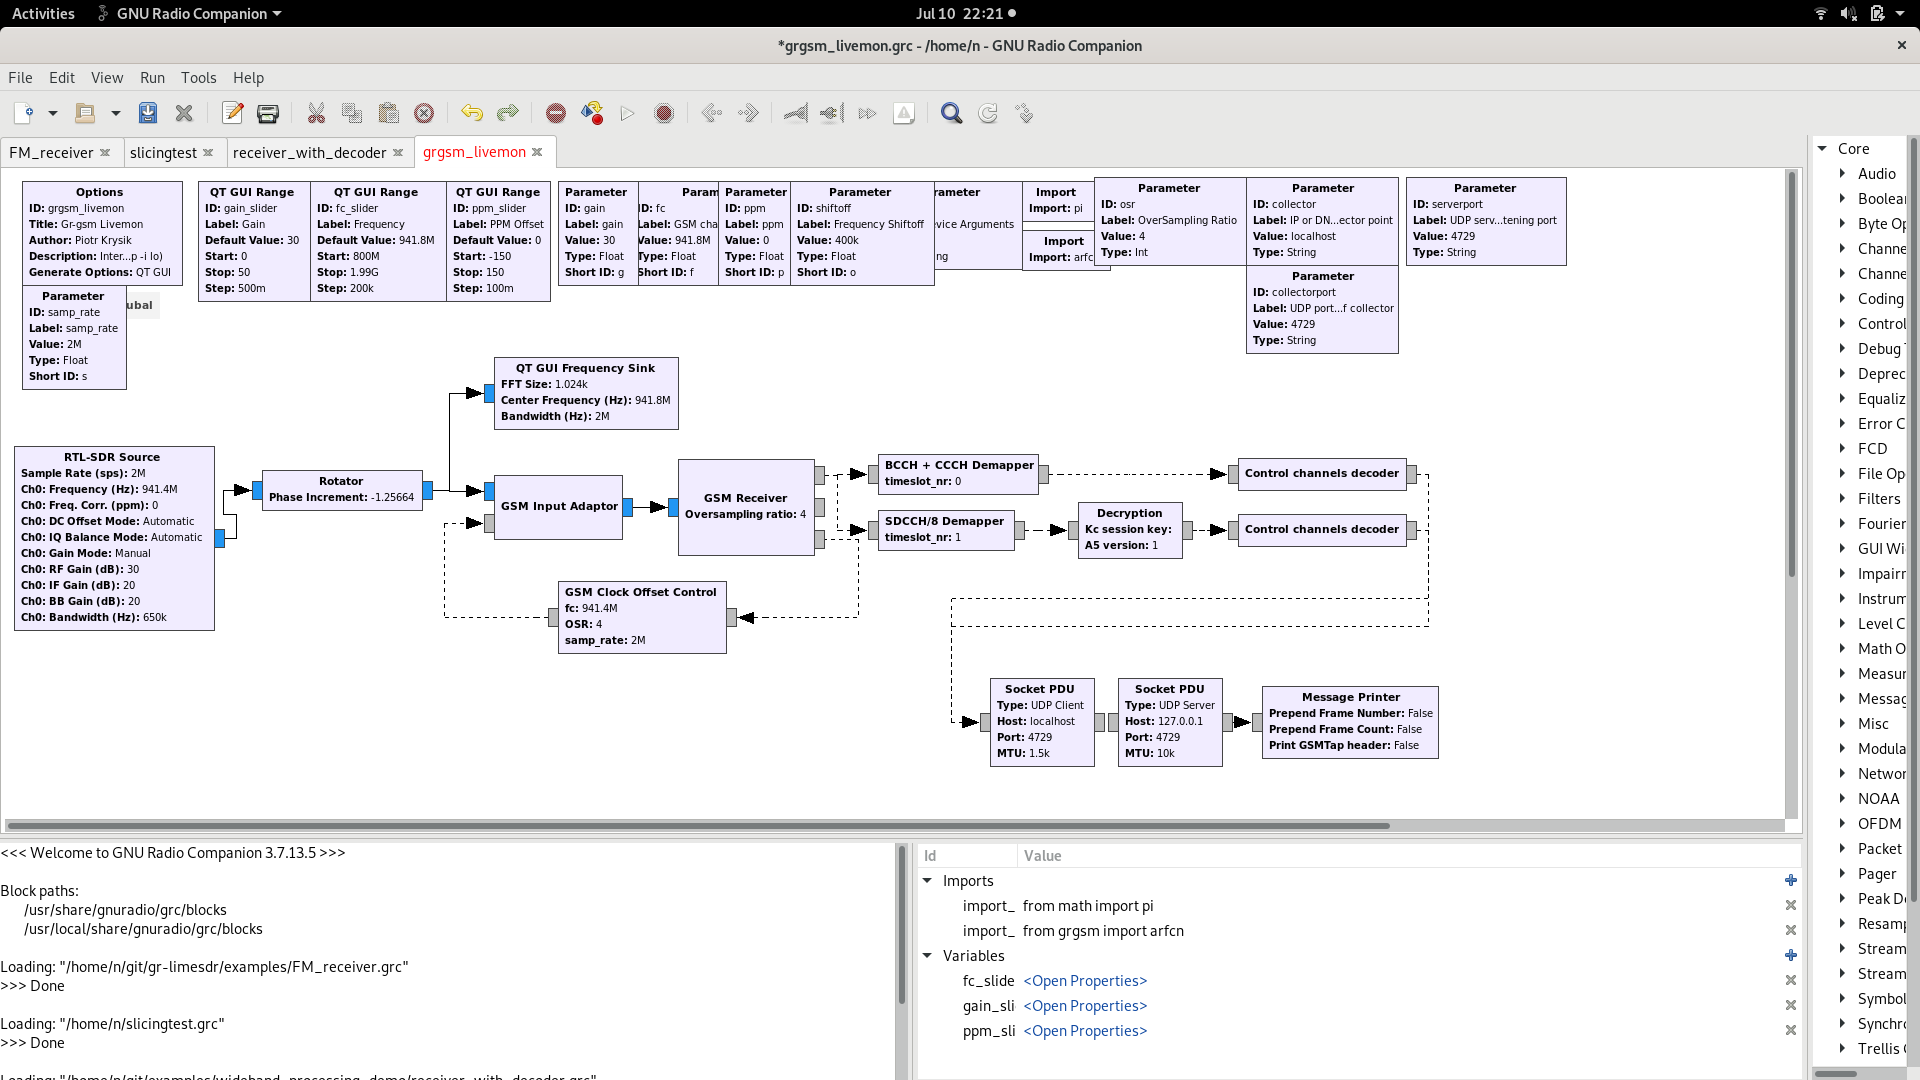 Activities
GNU Radio Companion
Jul 10 22:21
*grgsm_livemon.grc - /home/n - GNU Radio Companion
File Edit View Run Tools Help
FM_receiver
slicingtest
receiver_with_decoder
grgsm_livemon
Options
ID: grgsm_livemon
Title: Gr-gsm Livemon
Author: Piotr Krysik
Description: Inter...p -i lo)
Generate Options: QT GUI
Parameter
ID: samp_rate
Label: samp_rate
Value: 2M
Type: Float
Short ID: s
ubal
QT GUI Range
ID: gain_slider
Label: Gain
Default Value: 30
Start: 0
Stop: 50
Step: 500m
QT GUI Range
ID: fc_slider
Label: Frequency
Default Value: 941.8M
Start: 800M
Stop: 1.99G
Step: 200k
QT GUI Range
ID: ppm_slider
Label: PPM Offset
Default Value: 0
Start: -150
Stop: 150
Step: 100m
Parameter
ID: gain
Label: gain
Value: 30
Type: Float
Short ID: g
Param
ID: fc
Label: GSM cha
Value: 941.8M
Type: Float
Short ID: f
Parameter
ID: ppm
Label: ppm
Value: 0
Type: Float
Short ID: p
Parameter
ID: shiftoff
Label: Frequency Shiftoff
Value: 400k
Type: Float
Short ID: o
rameter
vice Arguments
ng
Import
Import: pi
Import
Import: arfc
Parameter
ID: osr
Label: OverSampling Ratio
Value: 4
Type: Int
Parameter
ID: collector
Label: IP or DN...ector point
Value: localhost
Type: String
Parameter
ID: collectorport
Label: UDP port...f collector
Value: 4729
Type: String
Parameter
ID: serverport
Label: UDP serv...tening port
Value: 4729
Type: String
QT GUI Frequency Sink
FFT Size: 1.024k
Center Frequency (Hz): 941.8M
Bandwidth (Hz): 2M
RTL-SDR Source
Sample Rate (sps): 2M
Ch0: Frequency (Hz): 941.4M
Ch0: Freq. Corr. (ppm): 0
Ch0: DC Offset Mode: Automatic
Ch0: IQ Balance Mode: Automatic
Ch0: Gain Mode: Manual
Ch0: RF Gain (dB): 30
Ch0: IF Gain (dB): 20
Ch0: BB Gain (dB): 20
Ch0: Bandwidth (Hz): 650k
Rotator
Phase Increment: -1.25664
GSM Input Adaptor
GSM Receiver
Oversampling ratio: 4
GSM Clock Offset Control
fc: 941.4M
OSR: 4
samp_rate: 2M
BCCH + CCCH Demapper
timeslot_nr: 0
SDCCH/8 Demapper
timeslot_nr: 1
Decryption
Kc session key:
A5 version: 1
Control channels decoder
Control channels decoder
Socket PDU
Type: UDP Client
Host: localhost
Port: 4729
MTU: 1.5k
Socket PDU
Type: UDP Server
Host: 127.0.0.1
Port: 4729
MTU: 10k
Message Printer
Prepend Frame Number: False
Prepend Frame Count: False
Print GSMTap header: False
Core
Audio
Boolea
Byte Op
Channe
Channe
Coding
Control
Debug
Deprec
Equaliz
Error C
FCD
File Op
Filters
Fourier
GUI Wi
Impairr
Instrum
Level C
Math O
Measur
Messag
Misc
Modula
Networ
NOAA
OFDM
Packet
Pager
Peak De
Resamp
Stream
Stream
Symbol
Synchro
Trellis
<<< Welcome to GNU Radio Companion 3.7.13.5 >>>
Block paths:
/usr/share/gnuradio/grc/blocks
/usr/local/share/gnuradio/grc/blocks
Loading: "/home/n/git/gr-limesdr/examples/FM_receiver.grc"
>>> Done
Loading: "/home/n/slicingtest.grc"
>>> Done
Loading: "/home/n/git/examples/wideband_processing_demo/receiver_with_decoder.grc"
Id Value
Imports
import_ from math import pi
import_ from grgsm import arfcn
Variables
fc_slide <Open Properties>
gain_sli <Open Properties>
ppm_sli <Open Properties>